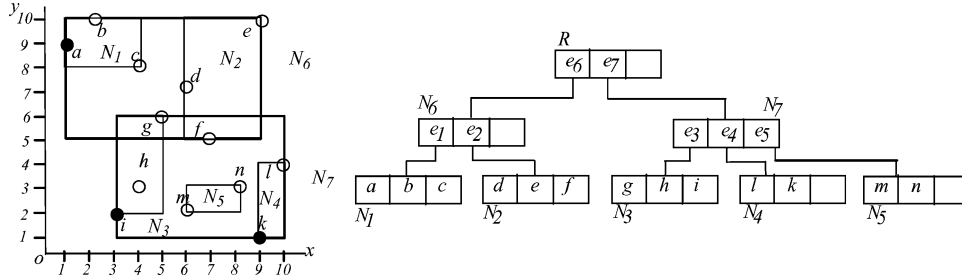 y
10 b e
9 a N1 c N2 N6
8
7 d
6
5 g f
4 h l
3 n N7
2 m N5 N4
1 i N3 k
o 1 2 3 4 5 6 7 8 9 10 x
R
e6 e7
N6 N7
e1 e2 e3 e4 e5
a b c d e f g h i l k m n
N1 N2 N3 N4 N5